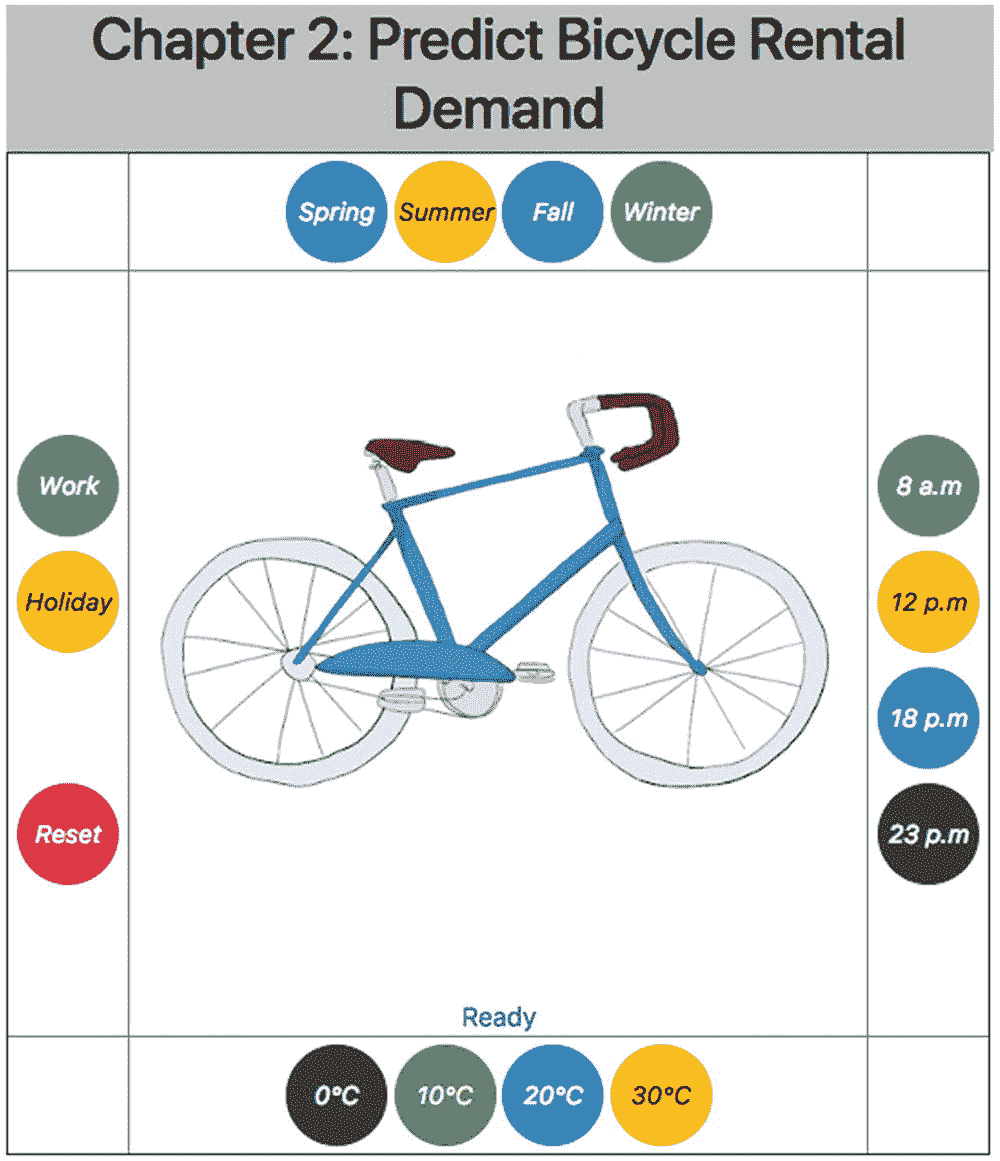 Chapter 2: Predict Bicycle Rental
Demand
Spring Summer Fall Winter
Work
8 a.m
Holiday
12 p.m
18 p.m
Reset
23 p.m
Ready
0°C 10°C 20°C 30°C